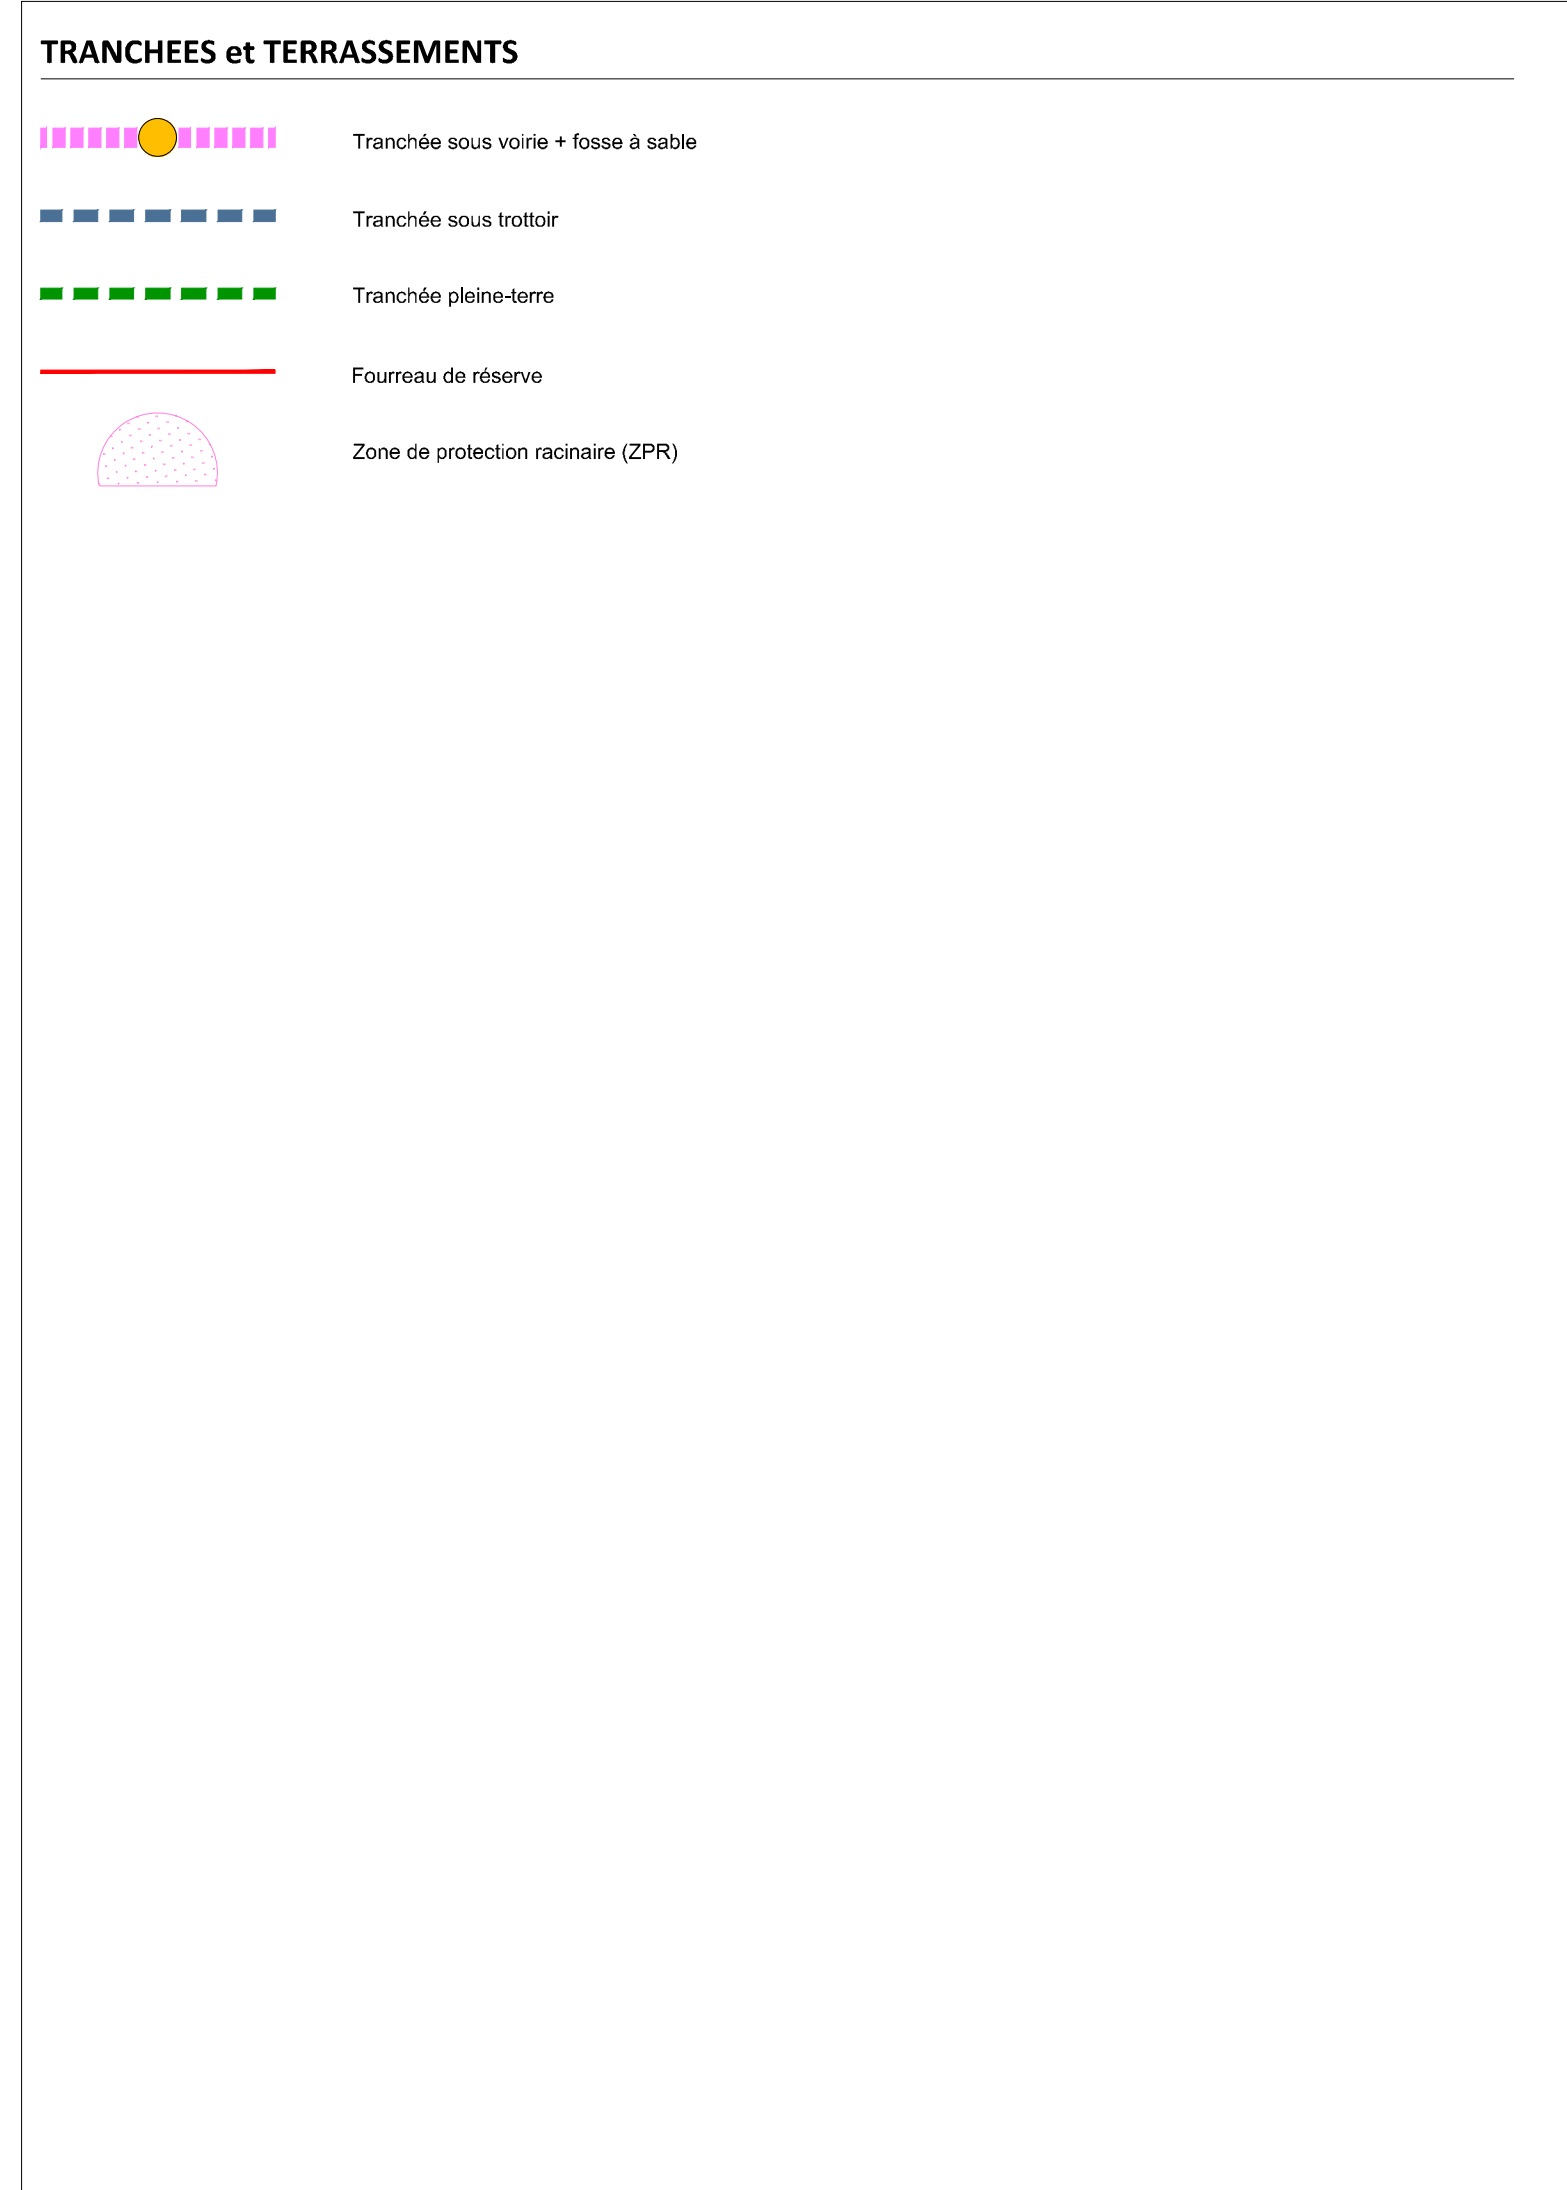 TRANCHEES et TERRASSEMENTS
Tranchée sous voirie + fosse à sable
Tranchée sous trottoir
Tranchée pleine-terre
Fourreau de réserve
Zone de protection racinaire (ZPR)